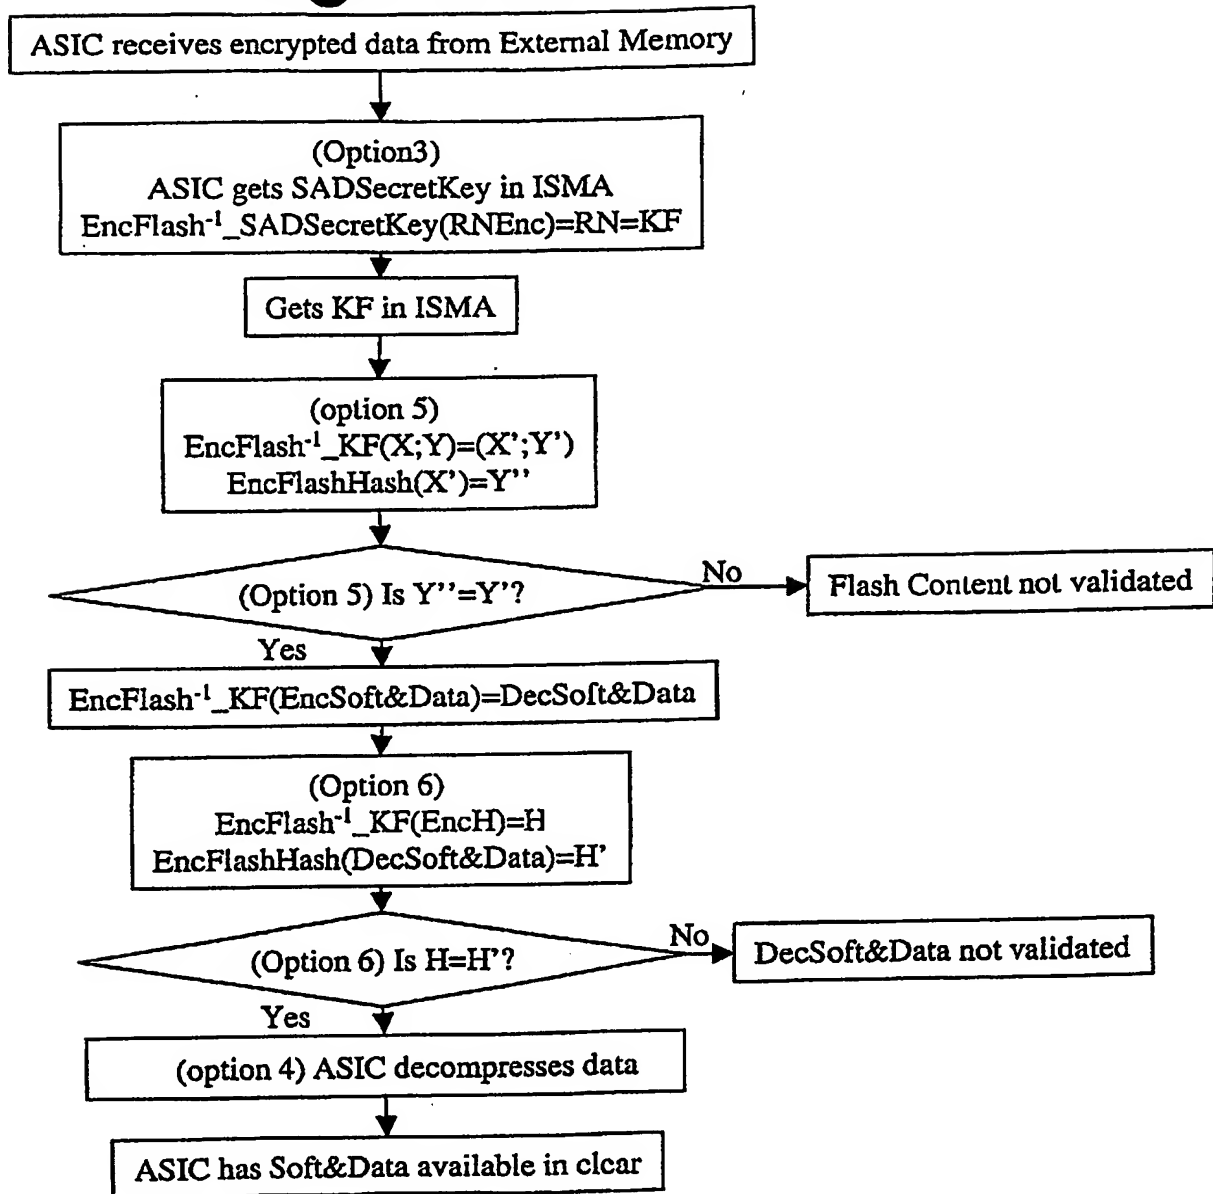 ASIC receives encrypted data from External Memory
(Option3)
ASIC gets SADSecretKey in ISMA
EncFlash⁻¹_SADSecretKey(RNEnc)=RN=KF
Gets KF in ISMA
(option 5)
EncFlash⁻¹_KF(X;Y)=(X’;Y’)
EncFlashHash(X’)=Y’’
(Option 5) Is Y’’=Y’?
No
Flash Content not validated
Yes
EncFlash⁻¹_KF(EncSoft&Data)=DecSoft&Data
(Option 6)
EncFlash⁻¹_KF(EncH)=H
EncFlashHash(DecSoft&Data)=H’
(Option 6) Is H=H’?
No
DecSoft&Data not validated
Yes
(option 4) ASIC decompresses data
ASIC has Soft&Data available in clear